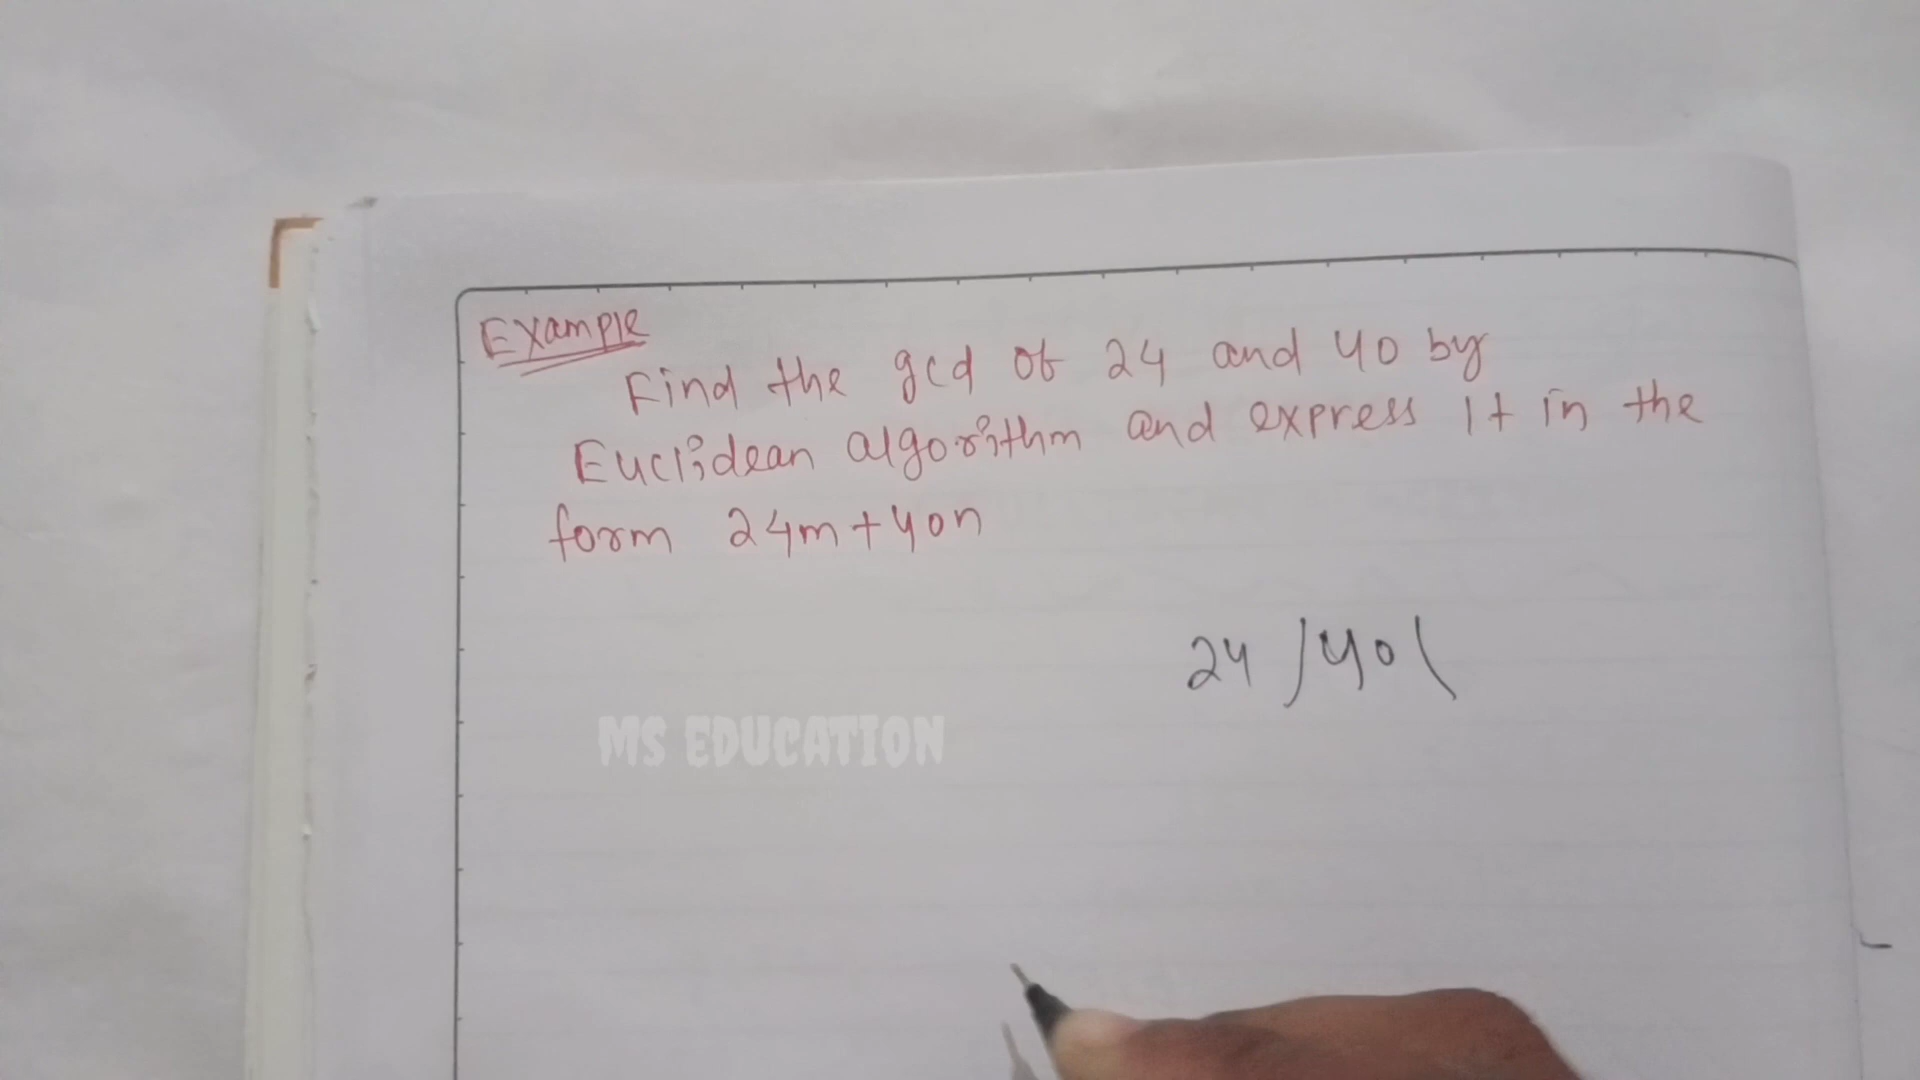 Example
Find the gcd of 24 and 40 by
Euclidean algorithm and express it in the
form 24m+40n
24 )40(
MS EDUCATION